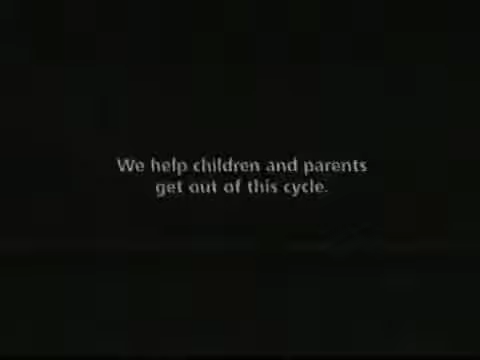 We help children and parents
get out of this cycle.